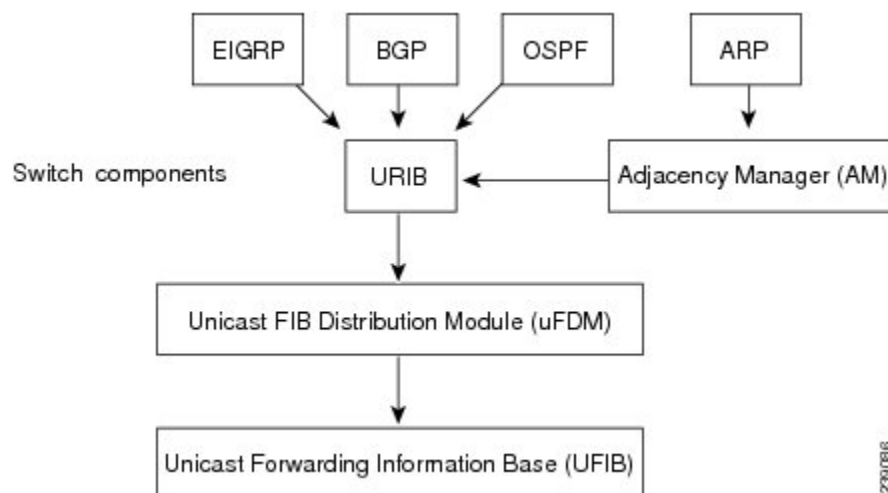 EIGRP
BGP
OSPF
ARP
Switch components
URIB
Adjacency Manager (AM)
Unicast FIB Distribution Module (uFDM)
Unicast Forwarding Information Base (UFIB)
239086